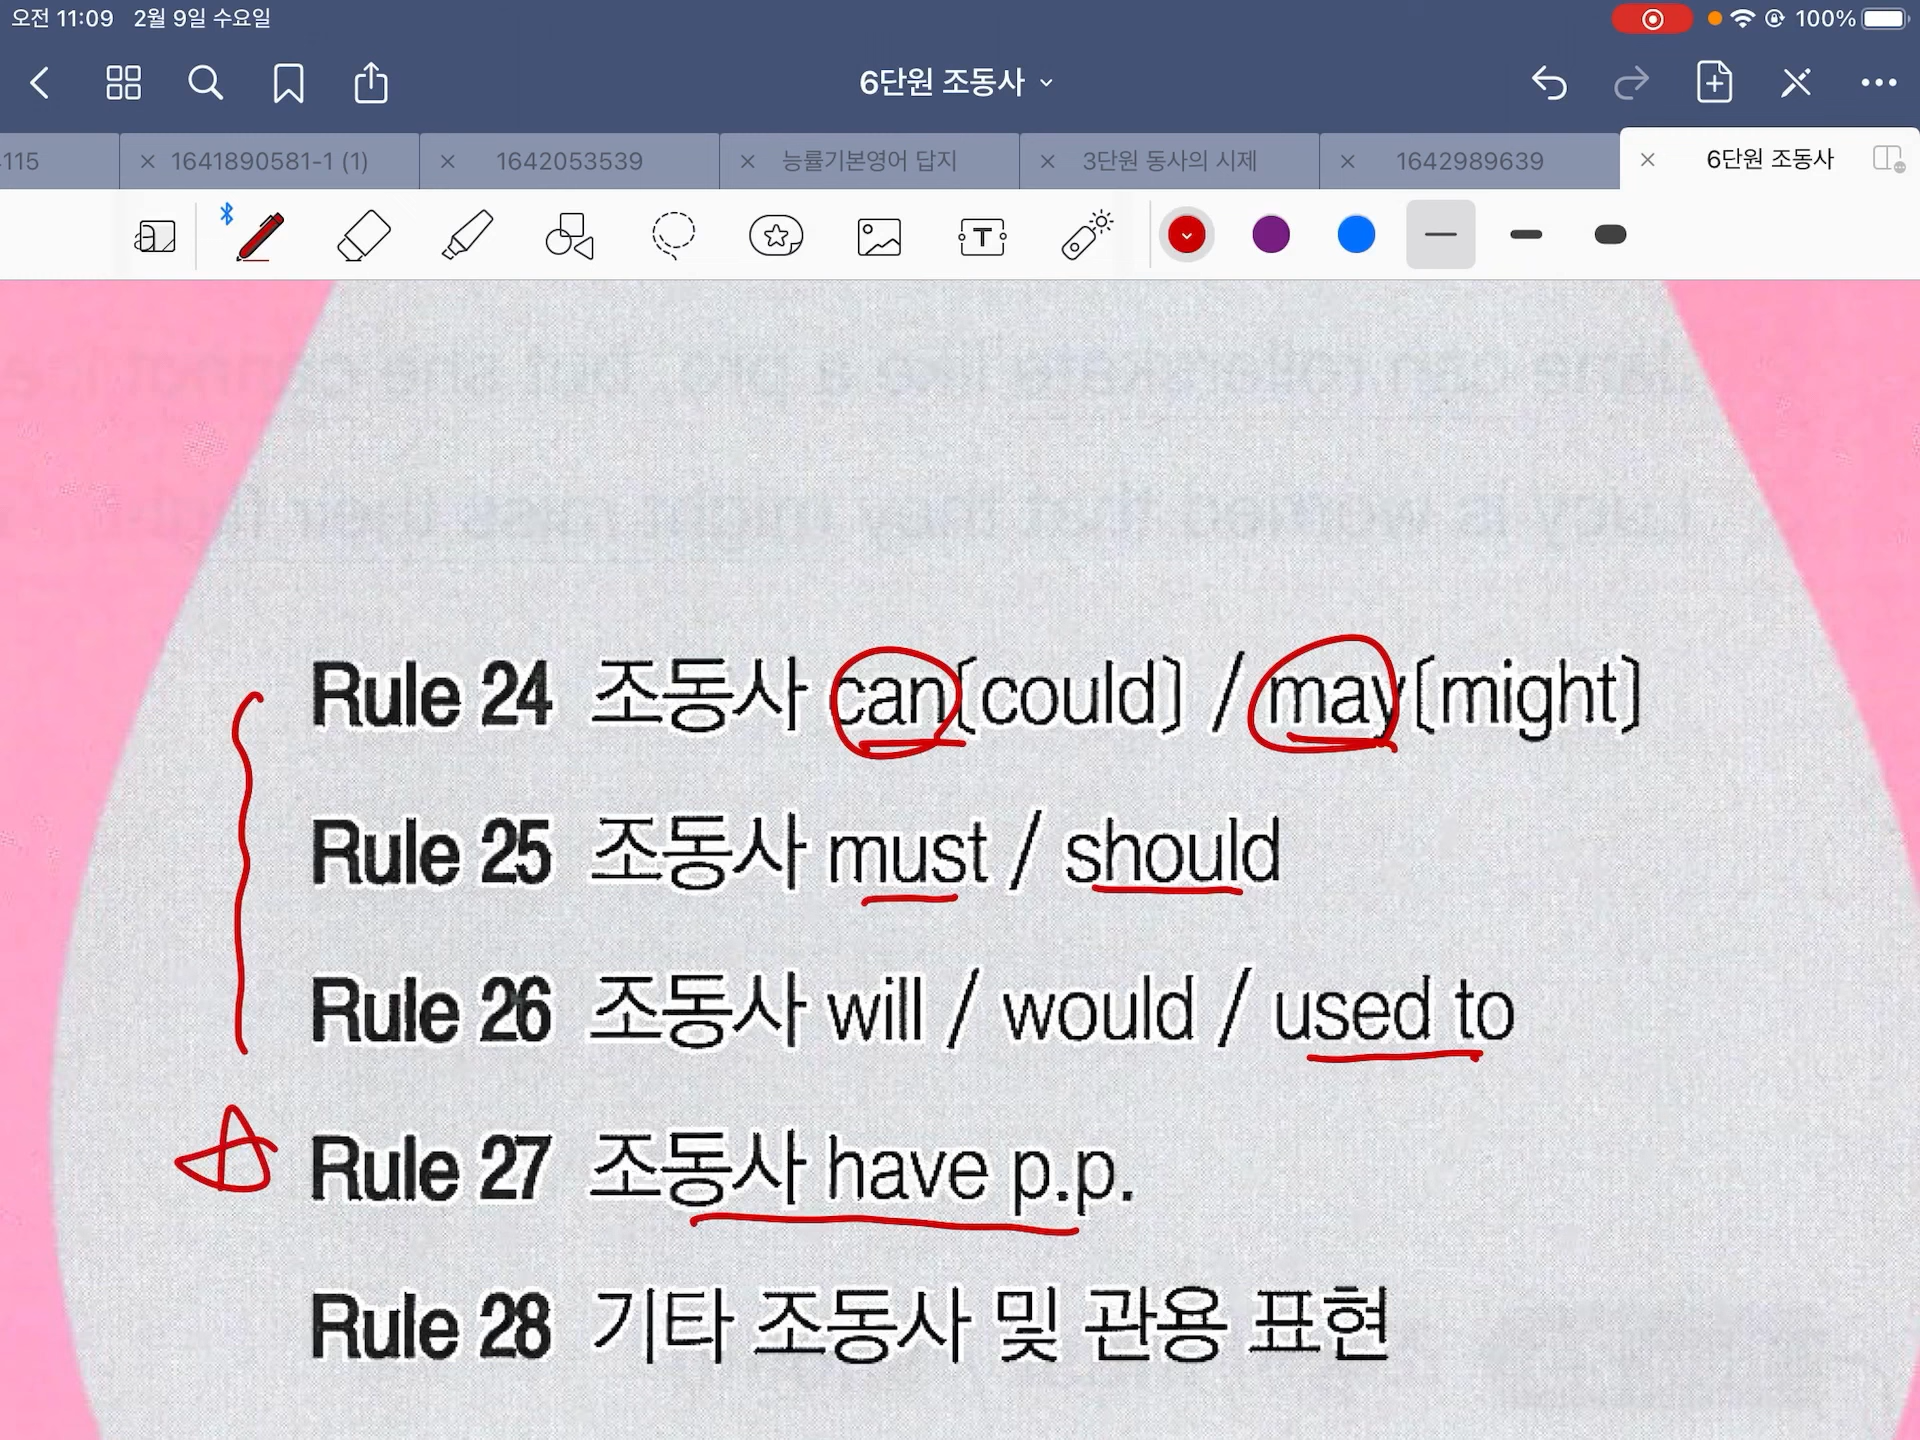 오전 11:09 2월 9일 수요일 100%
6단원 조동사
115 1641890581-1 (1) 1642053539 능률기본영어 답지 3단원 동사의 시제 1642989639 6단원 조동사
Rule 24 조동사 can[could] / may[might]
Rule 25 조동사 must / should
Rule 26 조동사 will / would / used to
Rule 27 조동사 have p.p.
Rule 28 기타 조동사 및 관용 표현